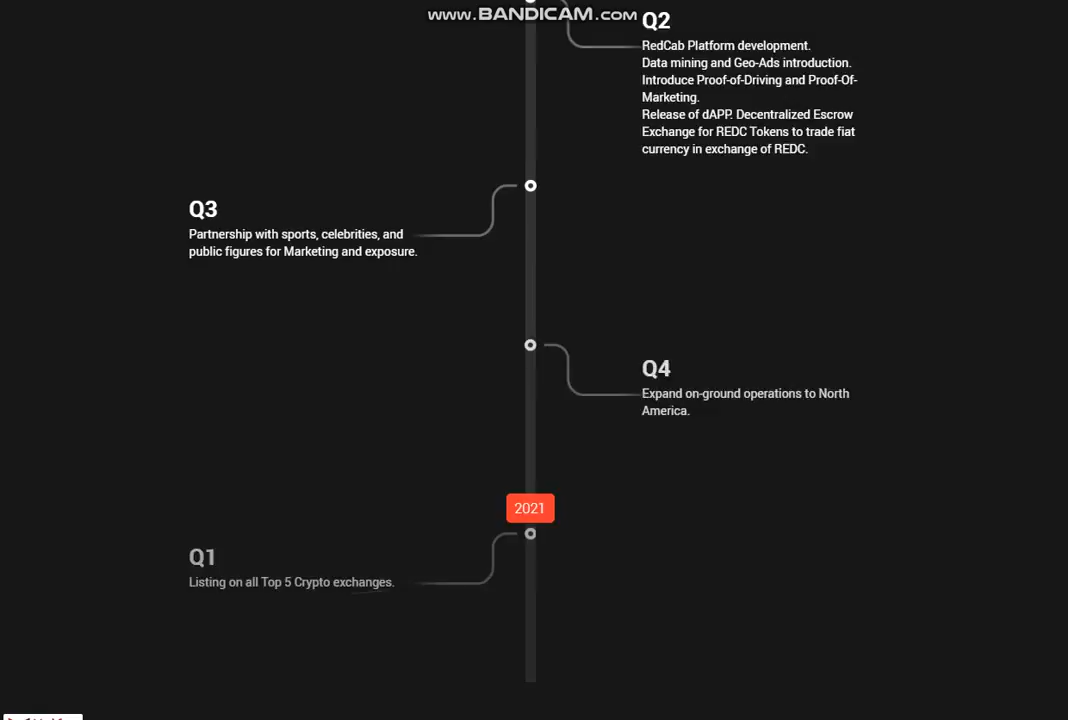 www.BANDICAM.com
Q2
RedCab Platform development.
Data mining and Geo-Ads introduction.
Introduce Proof-of-Driving and Proof-Of-
Marketing.
Release of dAPP. Decentralized Escrow
Exchange for REDC Tokens to trade fiat
currency in exchange of REDC.
Q3
Partnership with sports, celebrities, and
public figures for Marketing and exposure.
Q4
Expand on-ground operations to North
America.
2021
Q1
Listing on all Top 5 Crypto exchanges.